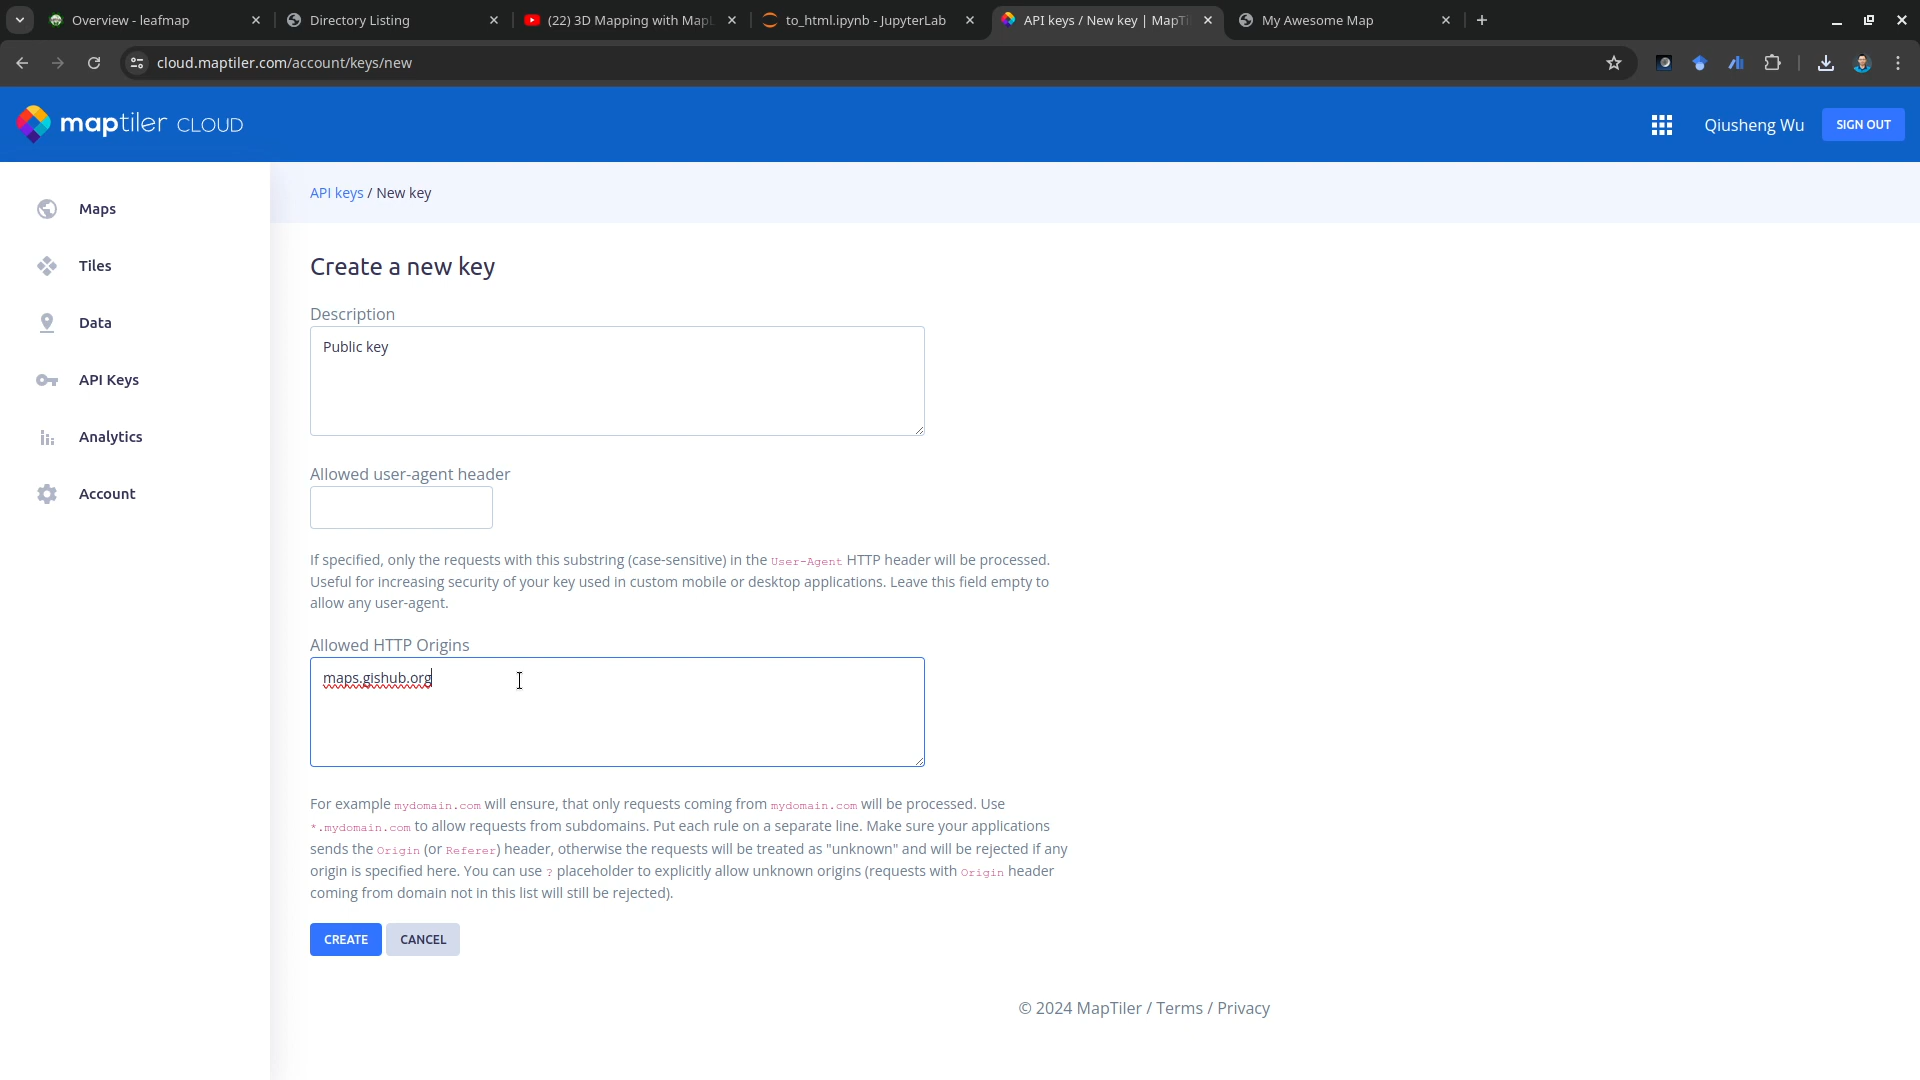 Overview - leafmap
Directory Listing
(22) 3D Mapping with MapL
to_html.ipynb - JupyterLab
API keys / New key | MapTi
My Awesome Map
cloud.maptiler.com/account/keys/new
maptiler CLOUD
Qiusheng Wu
SIGN OUT
Maps
Tiles
Data
API Keys
Analytics
Account
API keys / New key
Create a new key
Description
Public key
Allowed user-agent header
If specified, only the requests with this substring (case-sensitive) in the User-Agent HTTP header will be processed.
Useful for increasing security of your key used in custom mobile or desktop applications. Leave this field empty to
allow any user-agent.
Allowed HTTP Origins
maps.gishub.org
For example mydomain.com will ensure, that only requests coming from mydomain.com will be processed. Use
*.mydomain.com to allow requests from subdomains. Put each rule on a separate line. Make sure your applications
sends the Origin (or Referer) header, otherwise the requests will be treated as "unknown" and will be rejected if any
origin is specified here. You can use ? placeholder to explicitly allow unknown origins (requests with Origin header
coming from domain not in this list will still be rejected).
CREATE
CANCEL
© 2024 MapTiler / Terms / Privacy